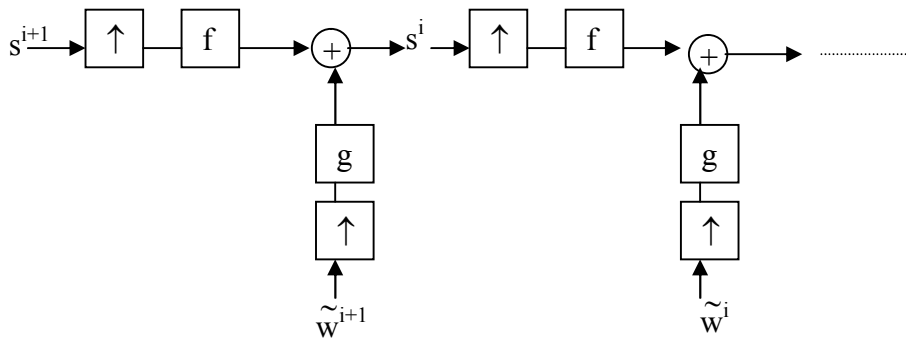 s^{i+1} ↑ f + s^i ↑ f + ....................
g g
↑ ↑
w̃^{i+1} w̃^i